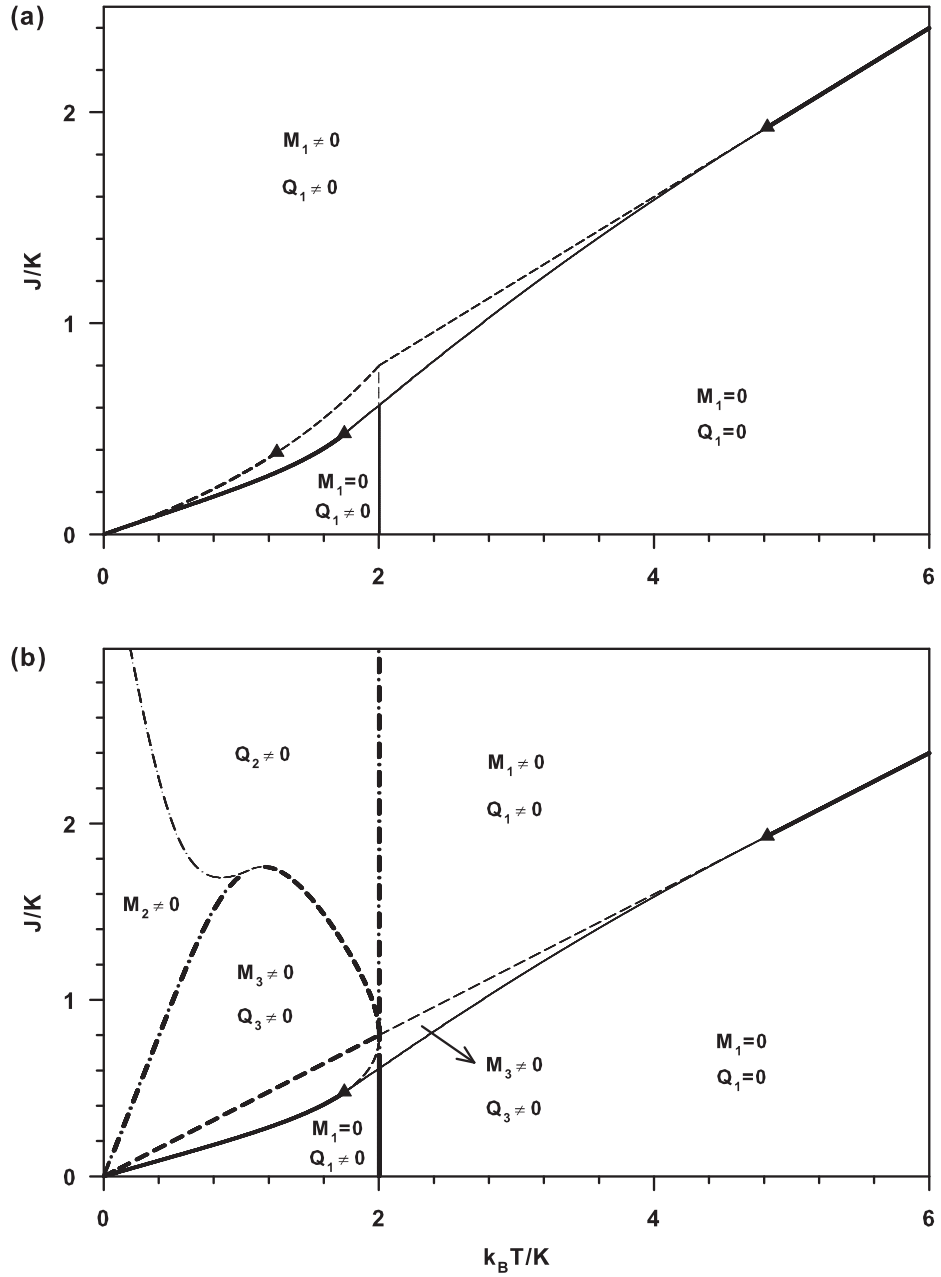 (a)
2
M₁ ≠ 0
Q₁ ≠ 0
J/K
1
M₁=0
Q₁=0
M₁=0
Q₁ ≠ 0
0
0 2 4 6
(b)
Q₂ ≠ 0
M₁ ≠ 0
Q₁ ≠ 0
2
M₂ ≠ 0
J/K
M₃ ≠ 0
Q₃ ≠ 0
1
M₃ ≠ 0
Q₃ ≠ 0
M₁=0
Q₁=0
M₁=0
Q₁ ≠ 0
0
0 2 4 6
k_BT/K